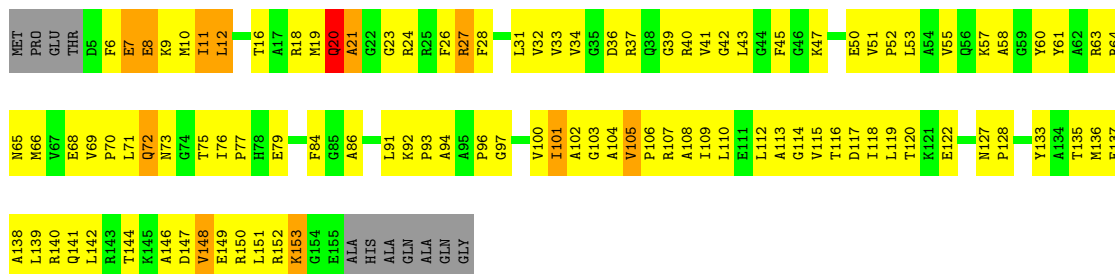 MET PRO GLU THR D5 F6 E7 E8 K9 M10 I11 L12 T16 A17 R18 M19 Q20 A21 G22 G23 R24 R25 F26 R27 F28 L31 V32 V33 V34 G35 D36 R37 Q38 G39 R40 V41 G42 L43 G44 F45 G46 K47 E50 V51 P52 L53 A54 V55 Q56 K57 A58 G59 Y60 Y61 A62 R63 R64
N65 M66 V67 E68 V69 P70 L71 Q72 N73 G74 T75 I76 P77 H78 E79 F84 G85 A86 L91 K92 P93 A94 A95 P96 G97 V100 I101 A102 G103 A104 V105 P106 R107 A108 I109 L110 E111 L112 A113 G114 V115 T116 D117 I118 L119 T120 K121 E122 N127 P128 Y133 A134 T135 M136 E137
A138 L139 R140 Q141 L142 R143 T144 K145 A146 D147 V148 E149 R150 L151 R152 K153 G154 E155 ALA HIS ALA GLN ALA GLN GLY